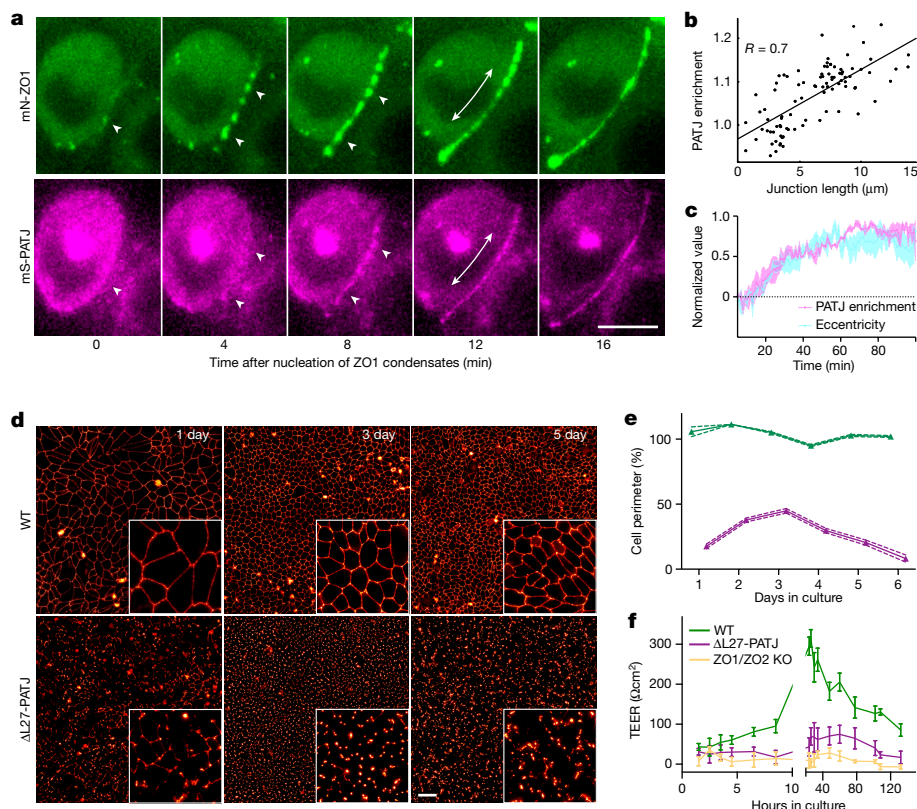 a
mN-ZO1
mS-PATJ
0
4
8
12
16
Time after nucleation of ZO1 condensates (min)
b
1.2
1.1
1.0
R = 0.7
PATJ enrichment
0
5
10
15
Junction length (μm)
c
1.0
0.5
0
Normalized value
PATJ enrichment
Eccentricity
20
40
60
80
Time (min)
d
1 day
3 day
5 day
WT
ΔL27-PATJ
e
100
50
0
Cell perimeter (%)
1
2
3
4
5
6
Days in culture
f
WT
ΔL27-PATJ
ZO1/ZO2 KO
300
200
100
0
TEER (Ωcm²)
0
5
10
40
80
120
Hours in culture